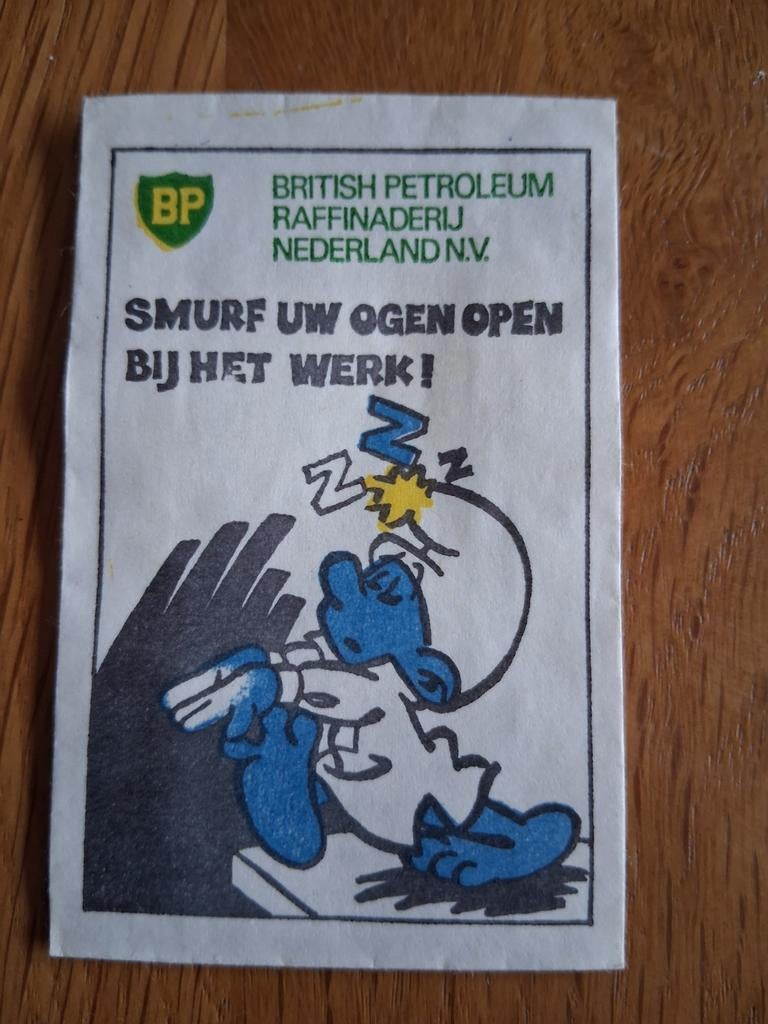 BP
BRITISH PETROLEUM
RAFFINADERIJ
NEDERLAND N.V.
SMURF UW OGEN OPEN
BIJ HET WERK!
Z Z z